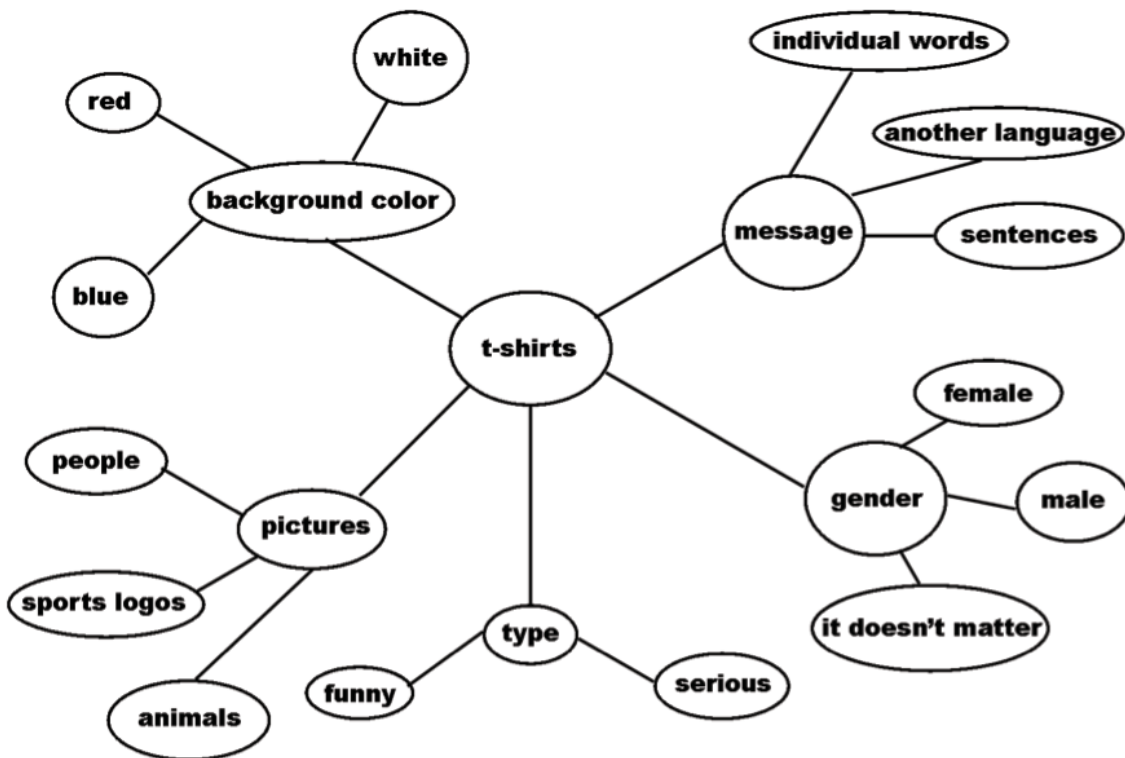 individual words
white
red
another language
background color
message
sentences
blue
t-shirts
female
people
gender
male
pictures
sports logos
it doesn't matter
type
funny
serious
animals